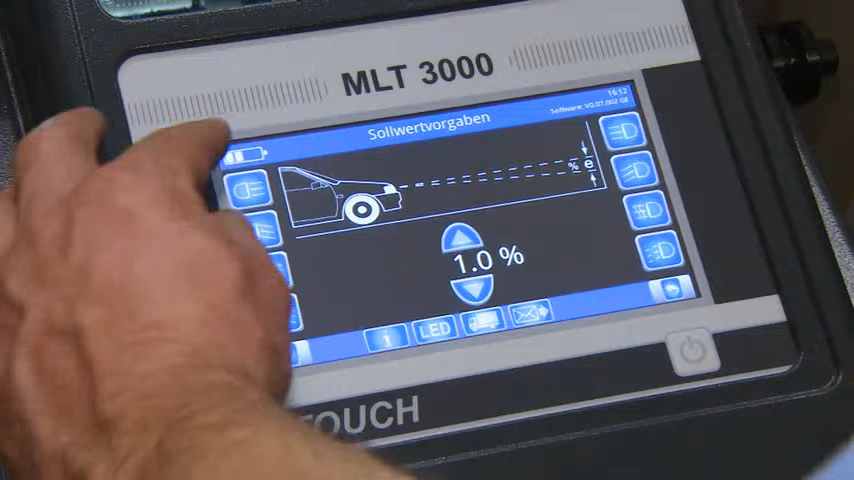 MLT 3000
16:12
Sollwertvorgaben
Software: V0.07.002 GE
% e
1.0 %
i
LED
TOUCH